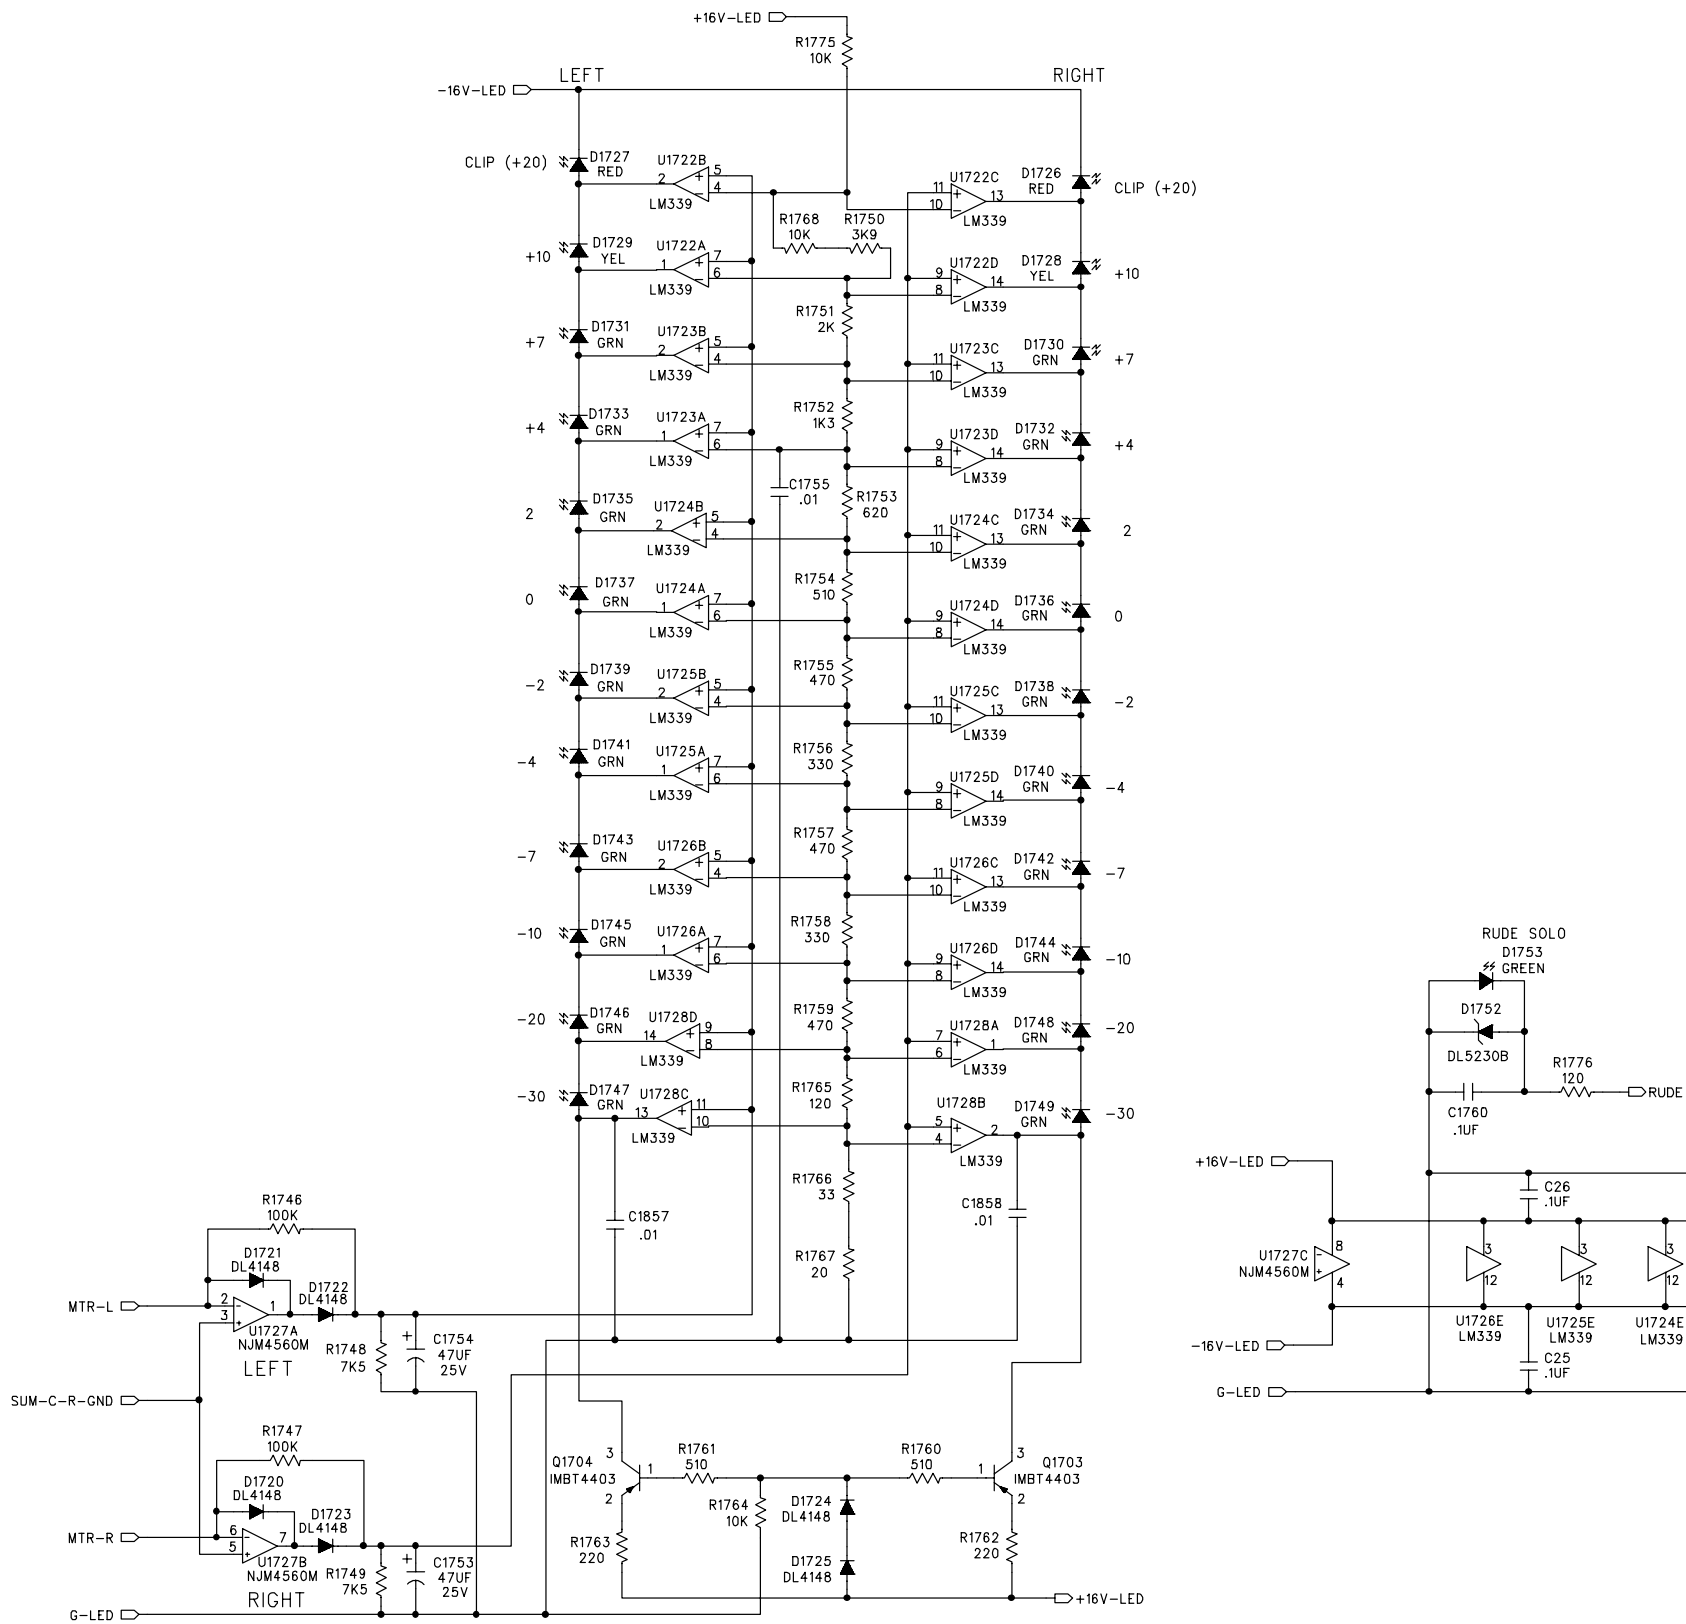 +16V-LED
R1775
10K
LEFT
RIGHT
-16V-LED
CLIP (+20)
D1727
RED
U1722B
5
4
2
LM339
U1722C
11
10
13
LM339
D1726
RED
CLIP (+20)
R1768
10K
R1750
3K9
+10
D1729
YEL
U1722A
7
6
1
LM339
U1722D
9
8
14
LM339
D1728
YEL
+10
R1751
2K
+7
D1731
GRN
U1723B
5
4
2
LM339
U1723C
11
10
13
LM339
D1730
GRN
+7
R1752
1K3
+4
D1733
GRN
U1723A
7
6
1
LM339
U1723D
9
8
14
LM339
D1732
GRN
+4
C1755
.01
R1753
620
2
D1735
GRN
U1724B
5
4
2
LM339
U1724C
11
10
13
LM339
D1734
GRN
2
R1754
510
0
D1737
GRN
U1724A
7
6
1
LM339
U1724D
9
8
14
LM339
D1736
GRN
0
R1755
470
-2
D1739
GRN
U1725B
5
4
2
LM339
U1725C
11
10
13
LM339
D1738
GRN
-2
R1756
330
-4
D1741
GRN
U1725A
7
6
1
LM339
U1725D
9
8
14
LM339
D1740
GRN
-4
R1757
470
-7
D1743
GRN
U1726B
5
4
2
LM339
U1726C
11
10
13
LM339
D1742
GRN
-7
R1758
330
-10
D1745
GRN
U1726A
7
6
1
LM339
U1726D
9
8
14
LM339
D1744
GRN
-10
R1759
470
-20
D1746
GRN
U1728D
9
8
14
LM339
U1728A
7
6
1
LM339
D1748
GRN
-20
R1765
120
-30
D1747
GRN
U1728C
11
10
13
LM339
U1728B
5
4
2
LM339
D1749
GRN
-30
R1766
33
C1857
.01
C1858
.01
R1767
20
RUDE SOLO
D1753
GREEN
D1752
DL5230B
R1776
120
RUDE
C1760
.1UF
+16V-LED
C26
.1UF
U1727C
NJM4560M
8
4
3
12
3
12
3
12
U1726E
LM339
U1725E
LM339
U1724E
LM339
-16V-LED
C25
.1UF
G-LED
R1746
100K
D1721
DL4148
D1722
DL4148
MTR-L
2
3
1
U1727A
NJM4560M
LEFT
R1748
7K5
C1754
47UF
25V
SUM-C-R-GND
R1747
100K
D1720
DL4148
D1723
DL4148
MTR-R
6
5
7
U1727B
NJM4560M
RIGHT
R1749
7K5
C1753
47UF
25V
G-LED
Q1704
IMBT4403
3
1
2
R1761
510
R1760
510
3
1
2
Q1703
IMBT4403
R1764
10K
D1724
DL4148
R1763
220
D1725
DL4148
R1762
220
+16V-LED